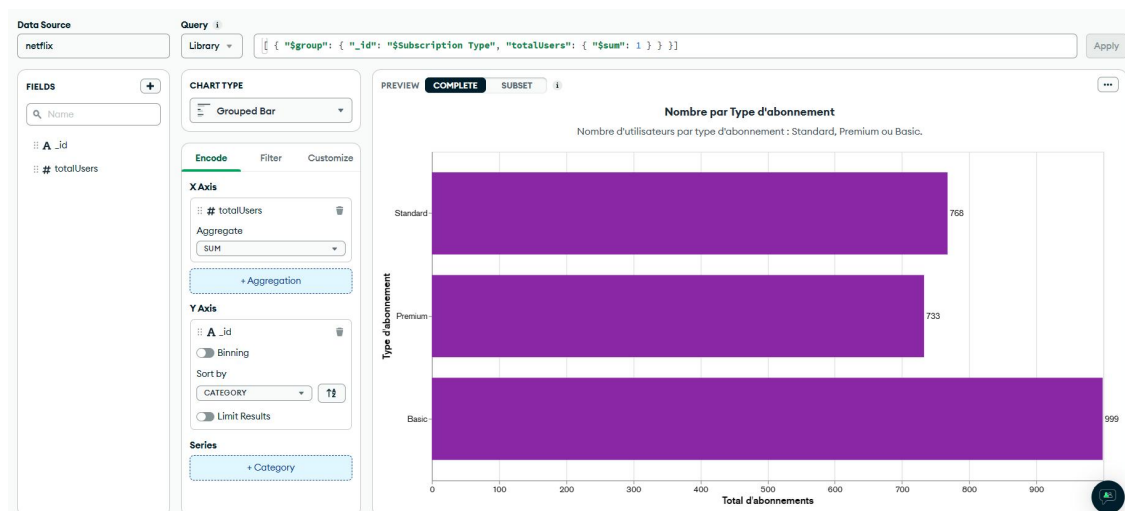 Data Source
netflix
Query i
Library
[ { "$group": { "_id": "$Subscription Type", "totalUsers": { "$sum": 1 } } }]
Apply
FIELDS
+
Name
A _id
# totalUsers
CHART TYPE
Grouped Bar
Encode Filter Customize
X Axis
# totalUsers
Aggregate
SUM
+ Aggregation
Y Axis
A _id
Binning
Sort by
CATEGORY
Limit Results
Series
+ Category
PREVIEW COMPLETE SUBSET i
Nombre par Type d'abonnement
Nombre d'utilisateurs par type d'abonnement : Standard, Premium ou Basic.
Type d'abonnement
Standard 768
Premium 733
Basic 999
0 100 200 300 400 500 600 700 800 900
Total d'abonnements